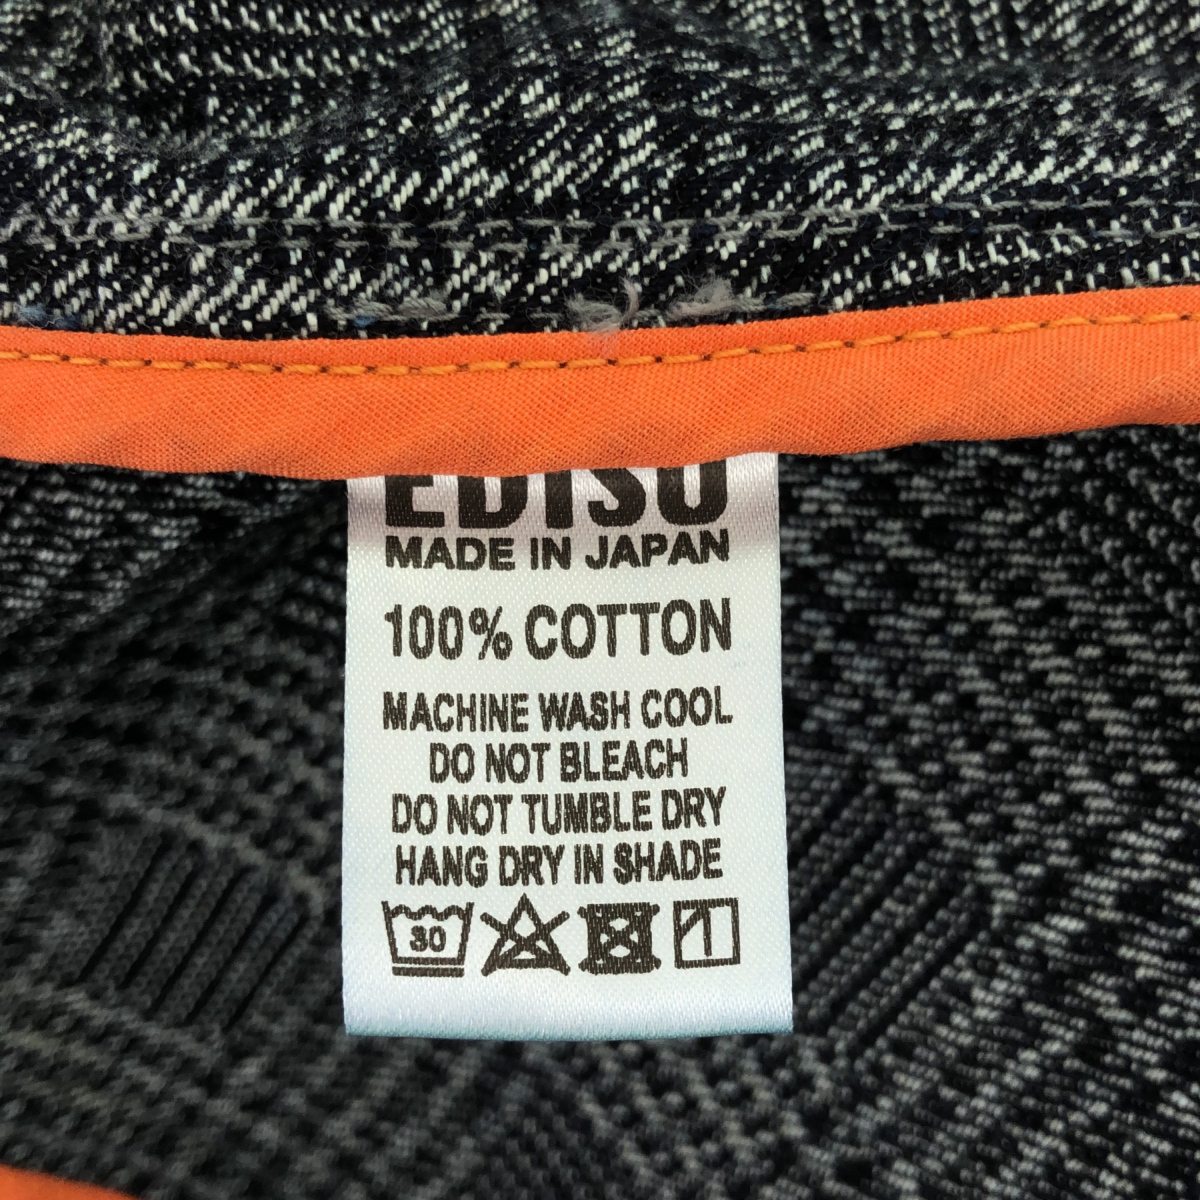 EDISO
MADE IN JAPAN
100% COTTON
MACHINE WASH COOL
DO NOT BLEACH
DO NOT TUMBLE DRY
HANG DRY IN SHADE
30